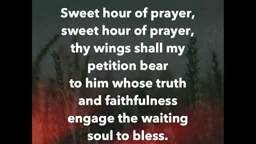 Sweet hour of prayer,
sweet hour of prayer,
thy wings shall my
petition bear
to him whose truth
and faithfulness
engage the waiting
soul to bless.